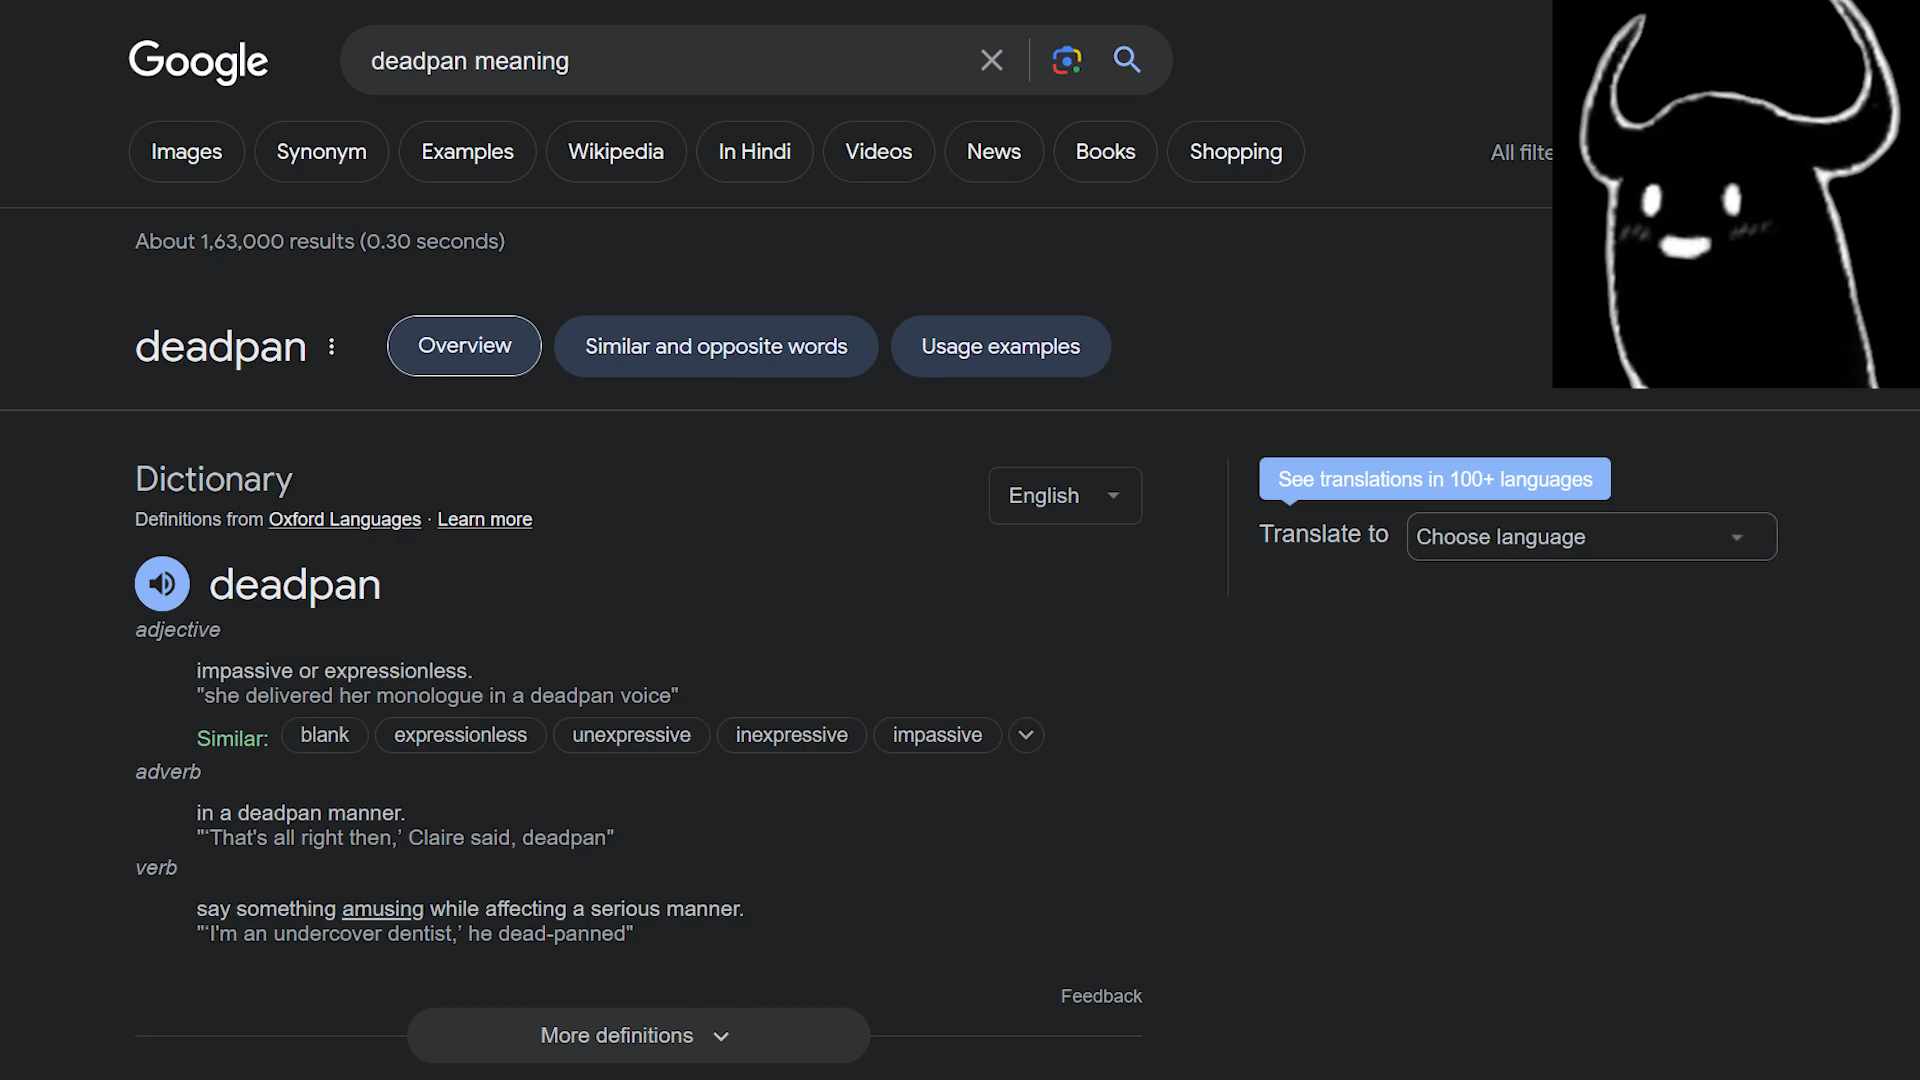 Google
deadpan meaning
Images Synonym Examples Wikipedia In Hindi Videos News Books Shopping All filte
About 1,63,000 results (0.30 seconds)
deadpan Overview Similar and opposite words Usage examples
Dictionary
English
See translations in 100+ languages
Definitions from Oxford Languages · Learn more
Translate to Choose language
deadpan
adjective
impassive or expressionless.
"she delivered her monologue in a deadpan voice"
Similar: blank expressionless unexpressive inexpressive impassive
adverb
in a deadpan manner.
"‘That's all right then,’ Claire said, deadpan"
verb
say something amusing while affecting a serious manner.
"‘I'm an undercover dentist,’ he dead-panned"
Feedback
More definitions